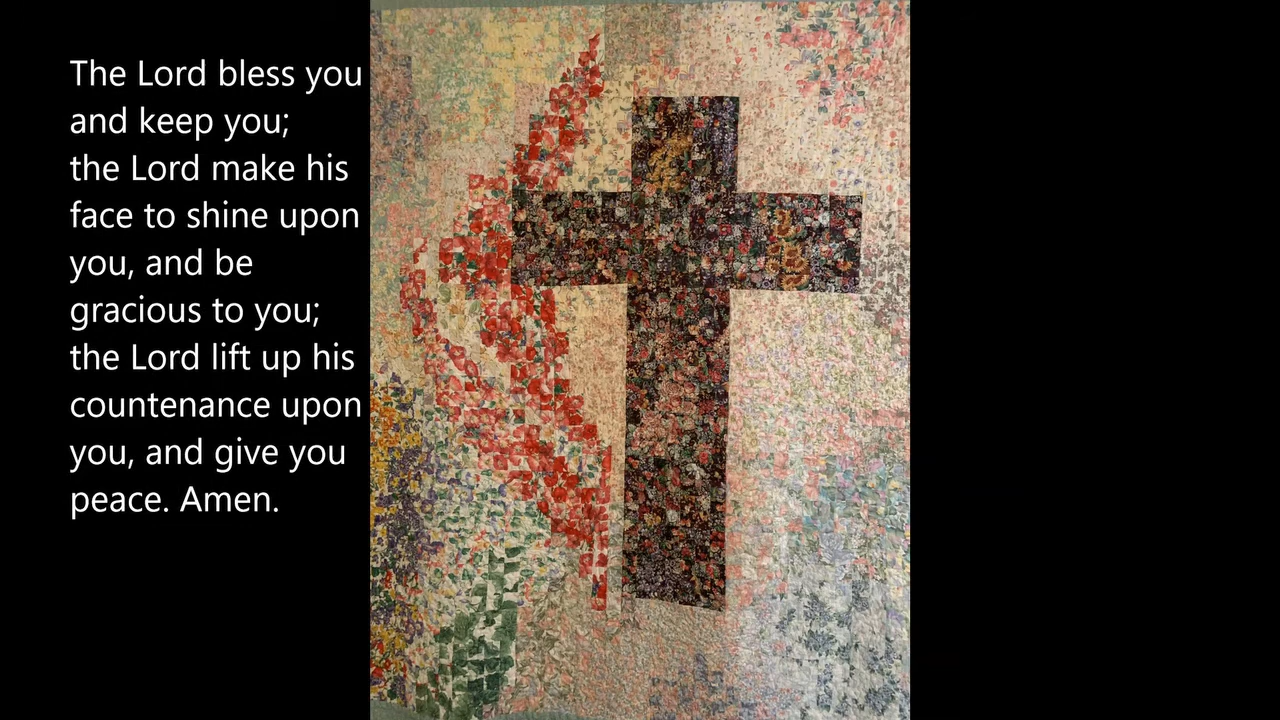 The Lord bless you
and keep you;
the Lord make his
face to shine upon
you, and be
gracious to you;
the Lord lift up his
countenance upon
you, and give you
peace. Amen.